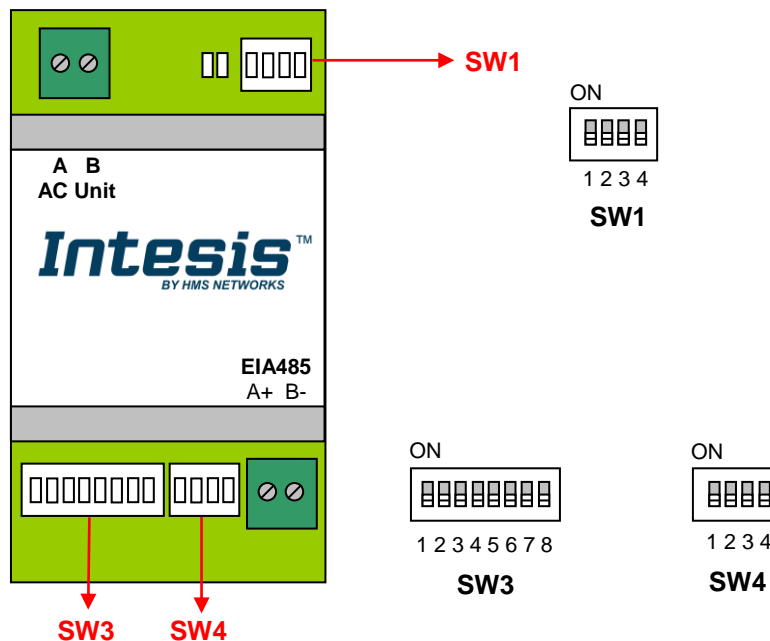 SW1
ON
1 2 3 4
SW1
A B
AC Unit
Intesis™
BY HMS NETWORKS
EIA485
A+ B-
ON
1 2 3 4 5 6 7 8
SW3
ON
1 2 3 4
SW4
SW3
SW4